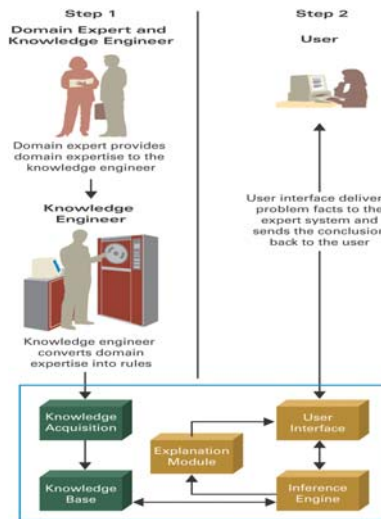 Step 1
Domain Expert and
Knowledge Engineer
Domain expert provides
domain expertise to the
knowledge engineer
Knowledge
Engineer
Knowledge engineer
converts domain
expertise into rules
Step 2
User
User interface delivers
problem facts to the
expert system and
sends the conclusion
back to the user
Knowledge
Acquisition
User
Interface
Explanation
Module
Knowledge
Base
Inference
Engine